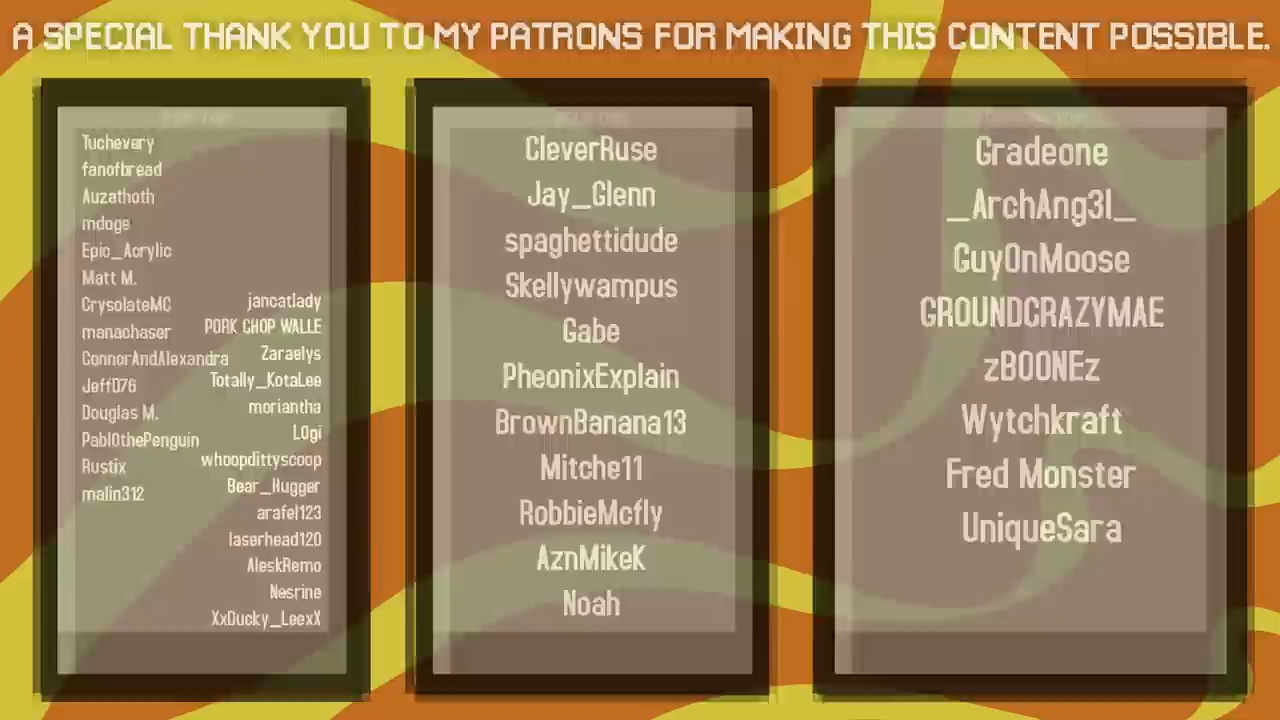 A SPECIAL THANK YOU TO MY PATRONS FOR MAKING THIS CONTENT POSSIBLE.
Tuchevary
fanofbread
Auzathoth
mdoge
Epic_Acrylic
Matt M.
CrysolateMC
manachaser
ConnorAndAlexandra
Jeff076
Douglas M.
Pabl0thePenguin
Rustix
malin312
jancatlady
PORK CHOP WALLE
Zaraelys
Totally_KotaLee
moriantha
L0gi
whoopdittyscoop
Bear_Hugger
arafel123
laserhead120
AleskRemo
Nesrine
XxDucky_LeexX
CleverRuse
Jay_Glenn
spaghettidude
Skellywampus
Gabe
PheonixExplain
BrownBanana13
Mitche11
RobbieMcfly
AznMikeK
Noah
Gradeone
_ArchAng3l_
GuyOnMoose
GROUNDCRAZYMAE
zBOONEz
Wytchkraft
Fred Monster
UniqueSara